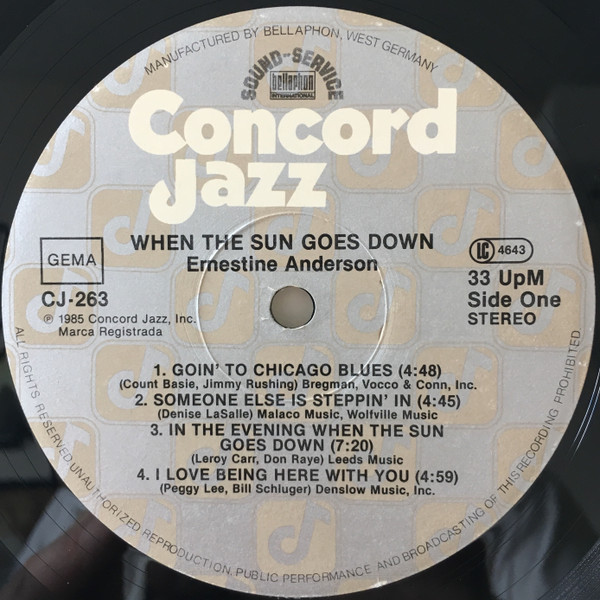 MANUFACTURED BY BELLAPHON, WEST GERMANY
SOUND-SERVICE
bellaphon
INTERNATIONAL
Concord
Jazz
WHEN THE SUN GOES DOWN
Ernestine Anderson
GEMA
CJ-263
℗ 1985 Concord Jazz, Inc.
Marca Registrada
LC 4643
33 UpM
Side One
STEREO
1. GOIN' TO CHICAGO BLUES (4:48)
(Count Basie, Jimmy Rushing) Bregman, Vocco & Conn, Inc.
2. SOMEONE ELSE IS STEPPIN' IN (4:45)
(Denise LaSalle) Malaco Music, Wolfville Music
3. IN THE EVENING WHEN THE SUN
GOES DOWN (7:20)
(Leroy Carr, Don Raye) Leeds Music
4. I LOVE BEING HERE WITH YOU (4:59)
(Peggy Lee, Bill Schluger) Denslow Music, Inc.
ALL RIGHTS RESERVED. UNAUTHORIZED REPRODUCTION, PUBLIC PERFORMANCE AND BROADCASTING OF THIS RECORDING PROHIBITED.